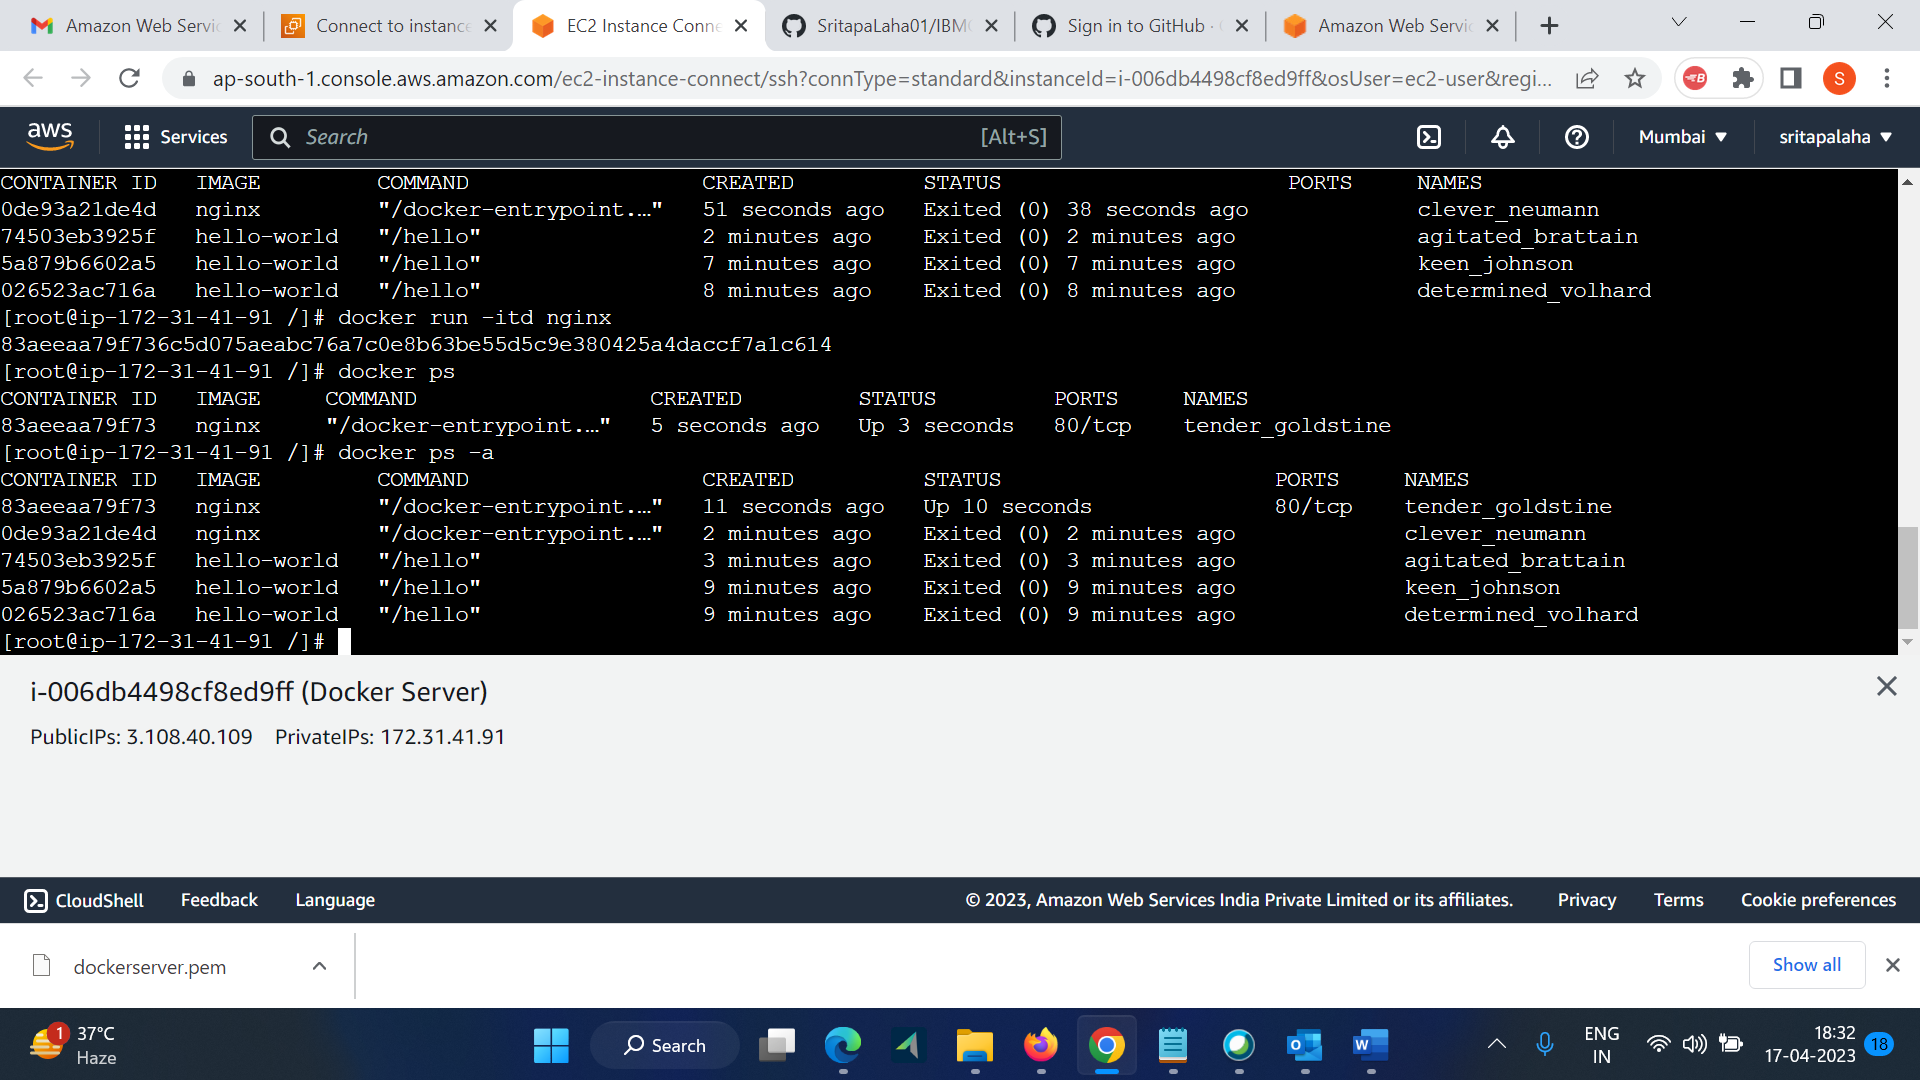 Amazon Web Servic
Connect to instance
EC2 Instance Conne
SritapaLaha01/IBM
Sign in to GitHub ·
Amazon Web Servic
ap-south-1.console.aws.amazon.com/ec2-instance-connect/ssh?connType=standard&instanceId=i-006db4498cf8ed9ff&osUser=ec2-user&regi...
B
S
aws Services Search [Alt+S] Mumbai sritapalaha
CONTAINER ID IMAGE COMMAND CREATED STATUS PORTS NAMES
0de93a21de4d nginx "/docker-entrypoint.…" 51 seconds ago Exited (0) 38 seconds ago clever_neumann
74503eb3925f hello-world "/hello" 2 minutes ago Exited (0) 2 minutes ago agitated_brattain
5a879b6602a5 hello-world "/hello" 7 minutes ago Exited (0) 7 minutes ago keen_johnson
026523ac716a hello-world "/hello" 8 minutes ago Exited (0) 8 minutes ago determined_volhard
[root@ip-172-31-41-91 /]# docker run -itd nginx
83aeeaa79f736c5d075aeabc76a7c0e8b63be55d5c9e380425a4daccf7a1c614
[root@ip-172-31-41-91 /]# docker ps
CONTAINER ID IMAGE COMMAND CREATED STATUS PORTS NAMES
83aeeaa79f73 nginx "/docker-entrypoint.…" 5 seconds ago Up 3 seconds 80/tcp tender_goldstine
[root@ip-172-31-41-91 /]# docker ps -a
CONTAINER ID IMAGE COMMAND CREATED STATUS PORTS NAMES
83aeeaa79f73 nginx "/docker-entrypoint.…" 11 seconds ago Up 10 seconds 80/tcp tender_goldstine
0de93a21de4d nginx "/docker-entrypoint.…" 2 minutes ago Exited (0) 2 minutes ago clever_neumann
74503eb3925f hello-world "/hello" 3 minutes ago Exited (0) 3 minutes ago agitated_brattain
5a879b6602a5 hello-world "/hello" 9 minutes ago Exited (0) 9 minutes ago keen_johnson
026523ac716a hello-world "/hello" 9 minutes ago Exited (0) 9 minutes ago determined_volhard
[root@ip-172-31-41-91 /]#
i-006db4498cf8ed9ff (Docker Server)
PublicIPs: 3.108.40.109 PrivateIPs: 172.31.41.91
CloudShell Feedback Language © 2023, Amazon Web Services India Private Limited or its affiliates. Privacy Terms Cookie preferences
dockerserver.pem
Show all
1
37°C
Haze
Search
ENG
IN
18:32
17-04-2023
18